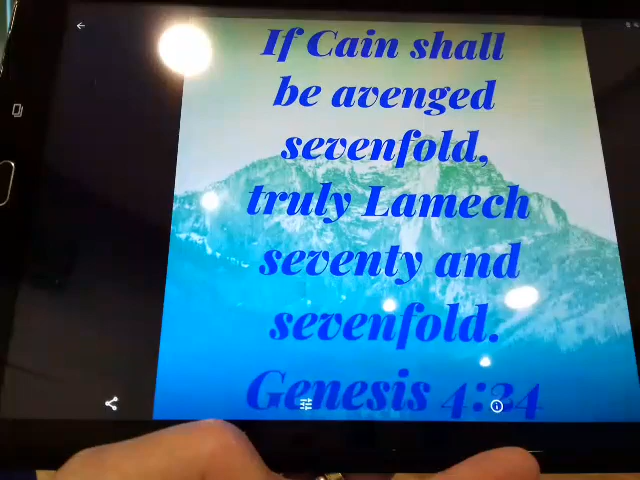 If Cain shall
be avenged
sevenfold,
truly Lamech
seventy and
sevenfold.
Genesis 4:24